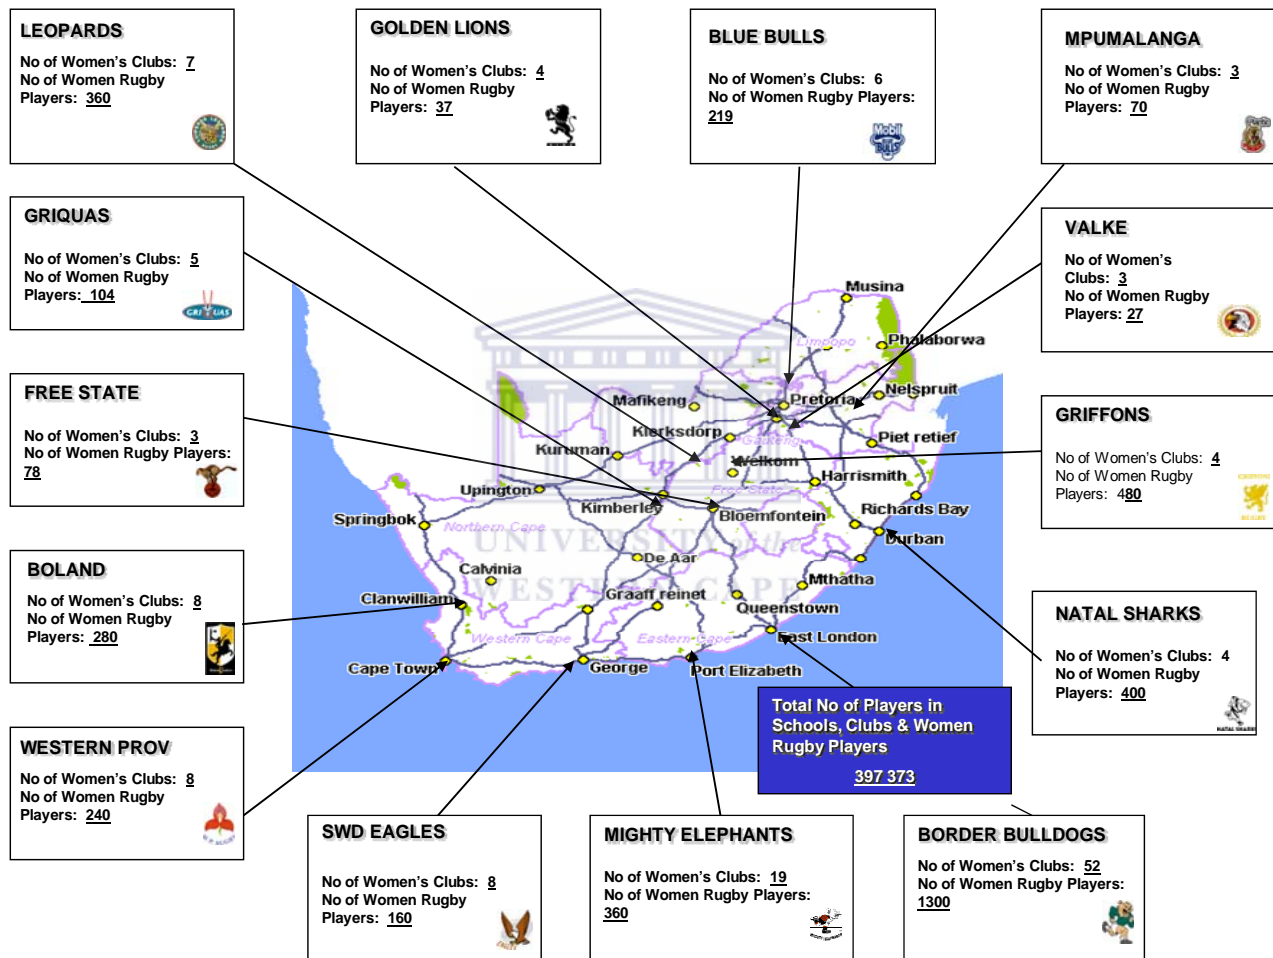 LEOPARDS
No of Women's Clubs: 7
No of Women Rugby
Players: 360
GOLDEN LIONS
No of Women's Clubs: 4
No of Women Rugby
Players: 37
BLUE BULLS
No of Women's Clubs: 6
No of Women Rugby Players:
219
Mobil
BLUE
BULLS
MPUMALANGA
No of Women's Clubs: 3
No of Women Rugby
Players: 70
GRIQUAS
No of Women's Clubs: 5
No of Women Rugby
Players: 104
GRIQUAS
VALKE
No of Women's
Clubs: 3
No of Women Rugby
Players: 27
FREE STATE
No of Women's Clubs: 3
No of Women Rugby Players:
78
GRIFFONS
No of Women's Clubs: 4
No of Women Rugby
Players: 480
BOLAND
No of Women's Clubs: 8
No of Women Rugby
Players: 280
NATAL SHARKS
No of Women's Clubs: 4
No of Women Rugby
Players: 400
NATAL SHARKS
WESTERN PROV
No of Women's Clubs: 8
No of Women Rugby
Players: 240
SWD EAGLES
No of Women's Clubs: 8
No of Women Rugby
Players: 160
EAGLES
MIGHTY ELEPHANTS
No of Women's Clubs: 19
No of Women Rugby Players:
360
BORDER BULLDOGS
No of Women's Clubs: 52
No of Women Rugby Players:
1300
Total No of Players in
Schools, Clubs & Women
Rugby Players
397 373
Musina
Limpopo
Phalaborwa
Nelspruit
Mafikeng
Pretoria
Klerksdorp
Gauteng
Piet retief
Kuruman
Welkom
Harrismith
Upington
Free State
Kimberley
Bloemfontein
Richards Bay
Springbok
Northern Cape
Durban
UNIVERSITY of the
De Aar
Calvinia
Mthatha
WESTERN CAPE
Clanwilliam
Graaff reinet
Queenstown
Western Cape
Eastern Cape
East London
Cape Town
George
Port Elizabeth